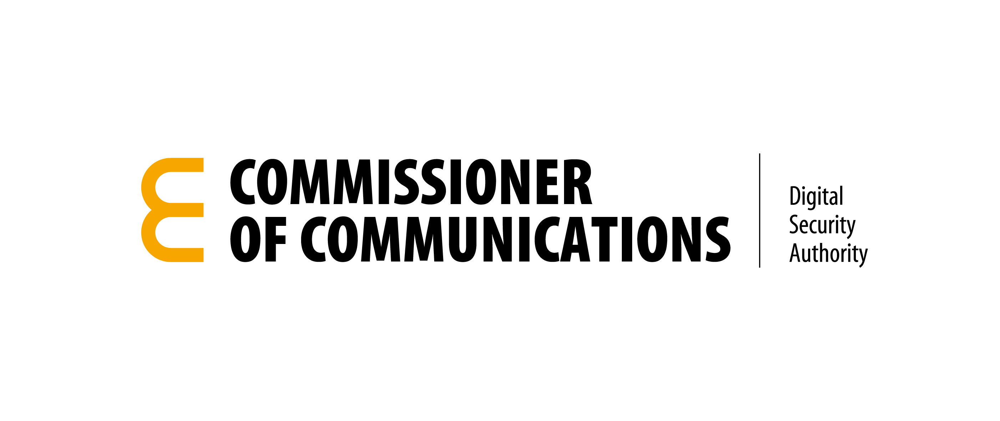 COMMISSIONER
OF COMMUNICATIONS
Digital
Security
Authority